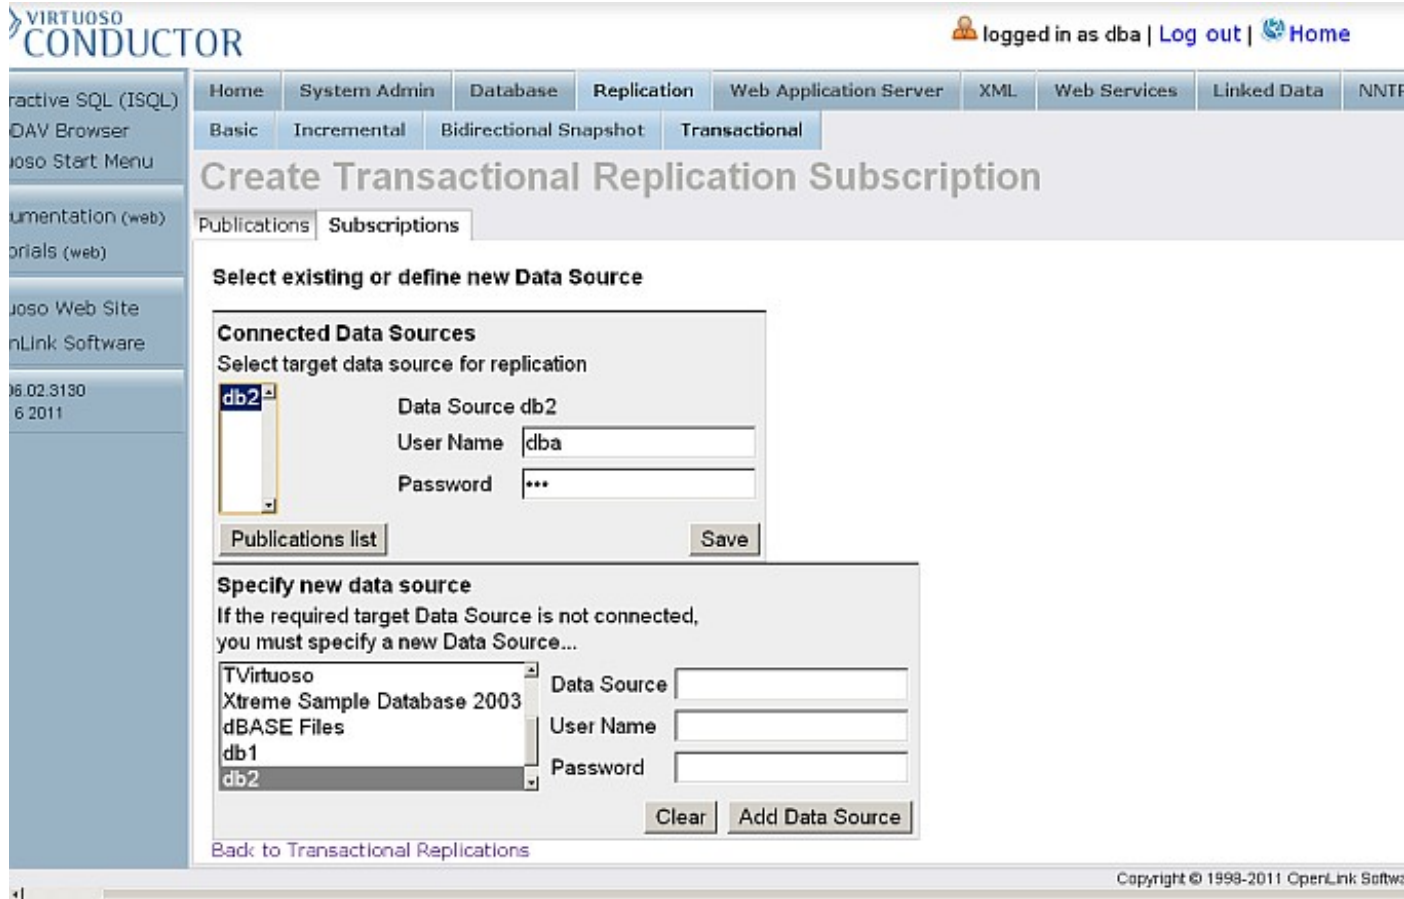 VIRTUOSO
CONDUCTOR
logged in as dba | Log out | Home
ractive SQL (ISQL)
DAV Browser
uoso Start Menu
umentation (web)
orials (web)
uoso Web Site
nLink Software
06.02.3130
6 2011
Home System Admin Database Replication Web Application Server XML Web Services Linked Data NNTP
Basic Incremental Bidirectional Snapshot Transactional
Create Transactional Replication Subscription
Publications Subscriptions
Select existing or define new Data Source
Connected Data Sources
Select target data source for replication
db2
Data Source db2
User Name dba
Password •••
Publications list Save
Specify new data source
If the required target Data Source is not connected,
you must specify a new Data Source...
TVirtuoso
Xtreme Sample Database 2003
dBASE Files
db1
db2
Data Source
User Name
Password
Clear Add Data Source
Back to Transactional Replications
Copyright © 1998-2011 OpenLink Softwa